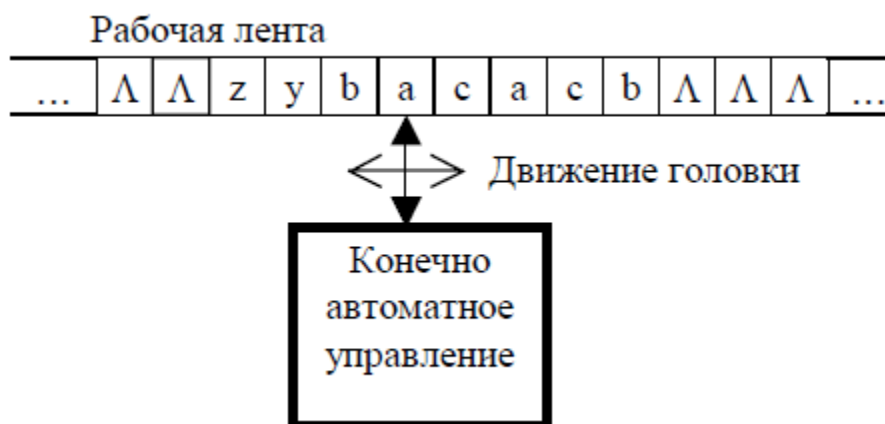 Рабочая лента
... Λ Λ z y b a c a c b Λ Λ Λ ...
Движение головки
Конечно
автоматное
управление